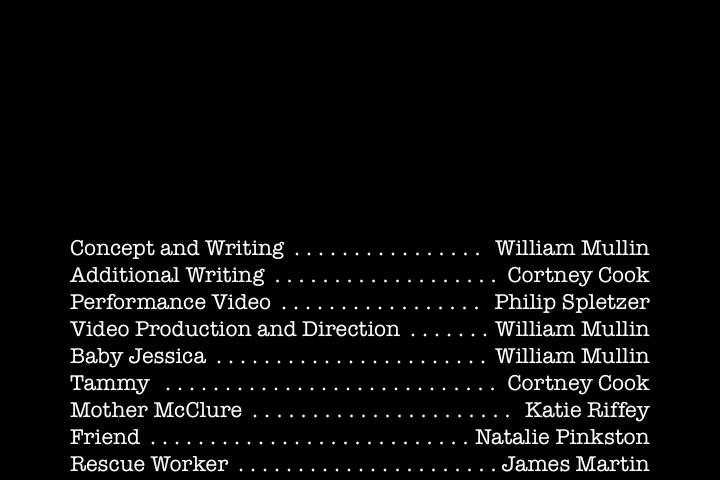 Concept and Writing . . . . . . . . . . . . . . . . William Mullin
Additional Writing . . . . . . . . . . . . . . . . . . . Cortney Cook
Performance Video . . . . . . . . . . . . . . . . . Philip Spletzer
Video Production and Direction . . . . . . . William Mullin
Baby Jessica . . . . . . . . . . . . . . . . . . . . . . . William Mullin
Tammy . . . . . . . . . . . . . . . . . . . . . . . . . . . . Cortney Cook
Mother McClure . . . . . . . . . . . . . . . . . . . . . . Katie Riffey
Friend . . . . . . . . . . . . . . . . . . . . . . . . . . . Natalie Pinkston
Rescue Worker . . . . . . . . . . . . . . . . . . . . . . James Martin